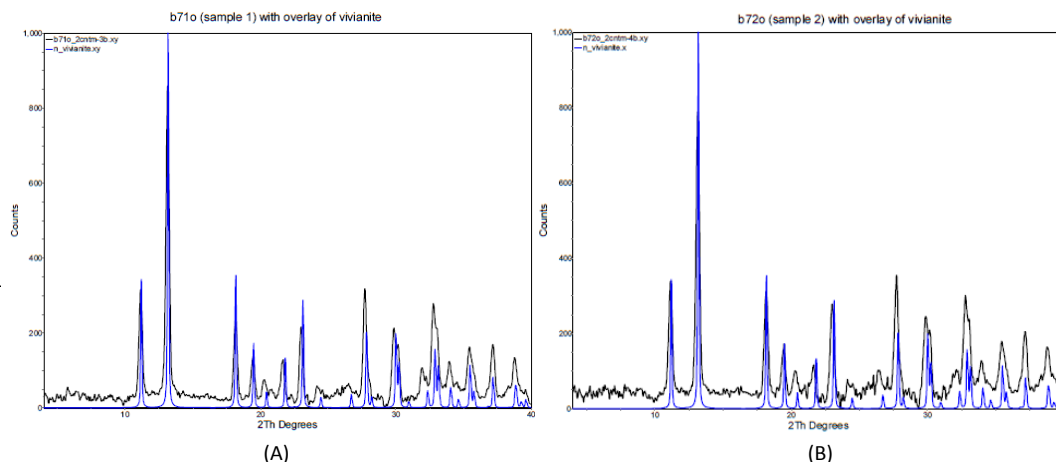 b71o (sample 1) with overlay of vivianite
b71o_2cntm-3b.xy
n_vivianite.xy
1,000
800
600
400
200
0
Counts
10
20
30
40
2Th Degrees
(A)
b72o (sample 2) with overlay of vivianite
b72o_2cntm-4b.xy
n_vivianite.x
1,000
800
600
400
200
0
Counts
10
20
30
2Th Degrees
(B)